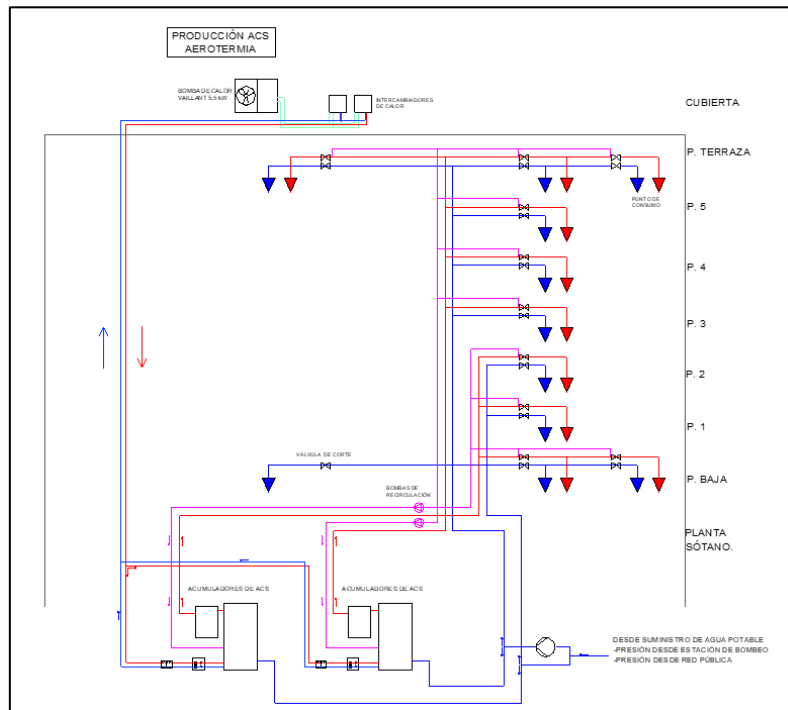 PRODUCCIÓN ACS
AEROTERMIA
BOMBA DE CALOR
VAILLANT 5,5 kW
INTERCAMBIADORES
DE CALOR
CUBIERTA
P. TERRAZA
PUNTO DE
CONSUMO
P. 5
P. 4
P. 3
P. 2
P. 1
VÁLVULA DE CORTE
P. BAJA
BOMBAS DE
RECIRCULACIÓN
PLANTA
SÓTANO.
ACUMULADORES DE ACS
ACUMULADORES DE ACS
DESDE SUMINISTRO DE AGUA POTABLE
-PRESIÓN DESDE ESTACIÓN DE BOMBEO
-PRESIÓN DESDE RED PÚBLICA